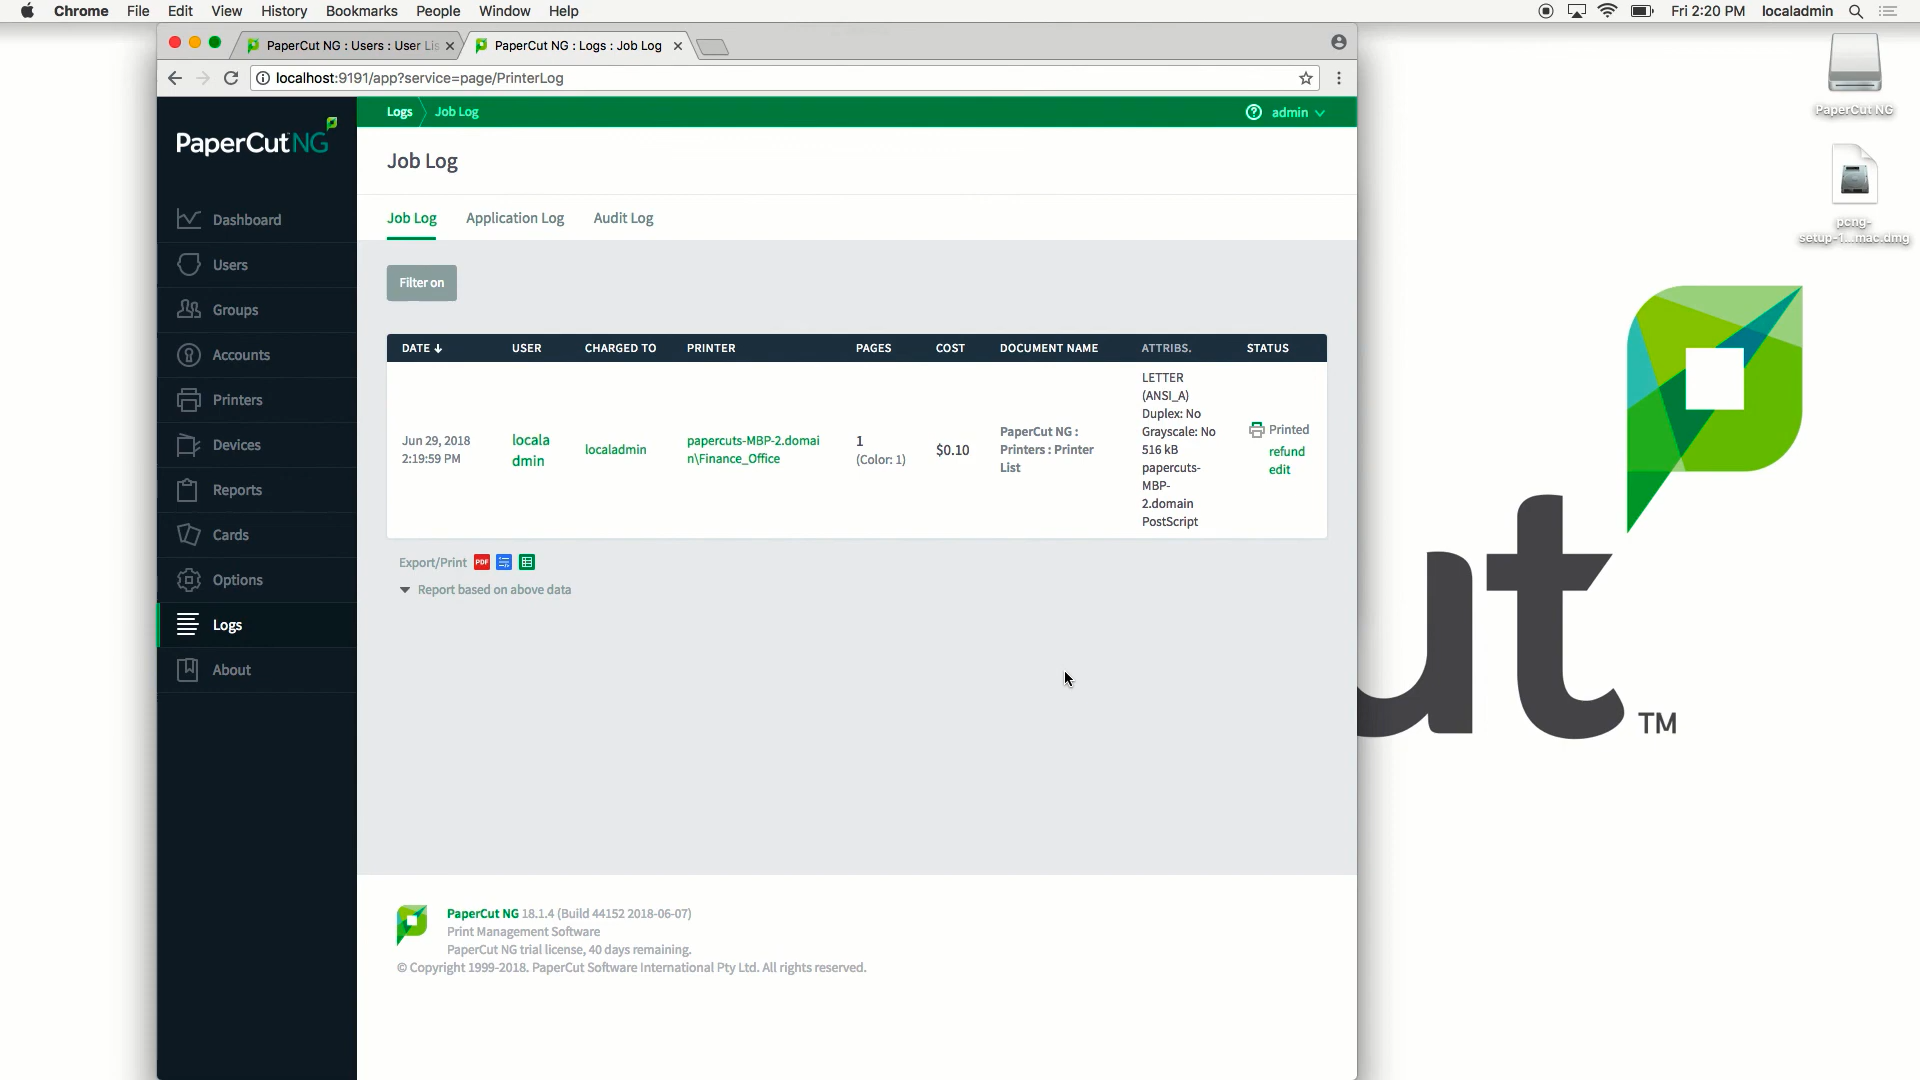 Chrome File Edit View History Bookmarks People Window Help
Fri 2:20 PM localadmin
PaperCut NG : Users : User Lis
PaperCut NG : Logs : Job Log
localhost:9191/app?service=page/PrinterLog
PaperCut NG
Logs Job Log
admin
Job Log
Job Log Application Log Audit Log
Filter on
DATE USER CHARGED TO PRINTER PAGES COST DOCUMENT NAME ATTRIBS. STATUS
Jun 29, 2018
2:19:59 PM
locala
dmin
localadmin
papercuts-MBP-2.domai
n\Finance_Office
1
(Color: 1)
$0.10
PaperCut NG :
Printers : Printer
List
LETTER
(ANSI_A)
Duplex: No
Grayscale: No
516 kB
papercuts-
MBP-
2.domain
PostScript
Printed
refund
edit
Export/Print PDF
Report based on above data
Dashboard
Users
Groups
Accounts
Printers
Devices
Reports
Cards
Options
Logs
About
PaperCut NG 18.1.4 (Build 44152 2018-06-07)
Print Management Software
PaperCut NG trial license, 40 days remaining.
© Copyright 1999-2018. PaperCut Software International Pty Ltd. All rights reserved.
PaperCut NG
pcng-
setup-1...mac.dmg
ut TM